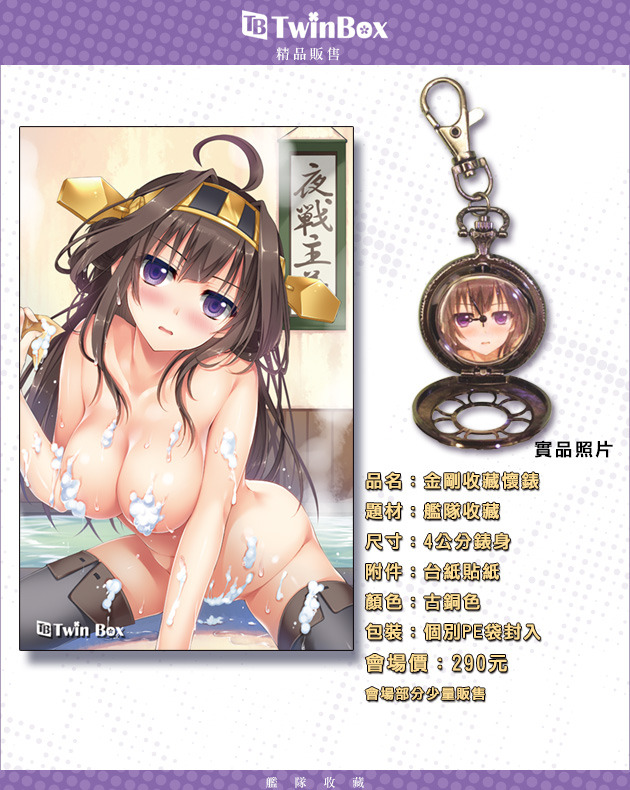 TB TwinBox
精品販售
夜戦主
TB Twin Box
實品照片
品名：金剛收藏懷錶
題材：艦隊收藏
尺寸：4公分錶身
附件：台紙貼紙
顏色：古銅色
包裝：個別PE袋封入
會場價：290元
會場部分少量販售
艦隊收藏